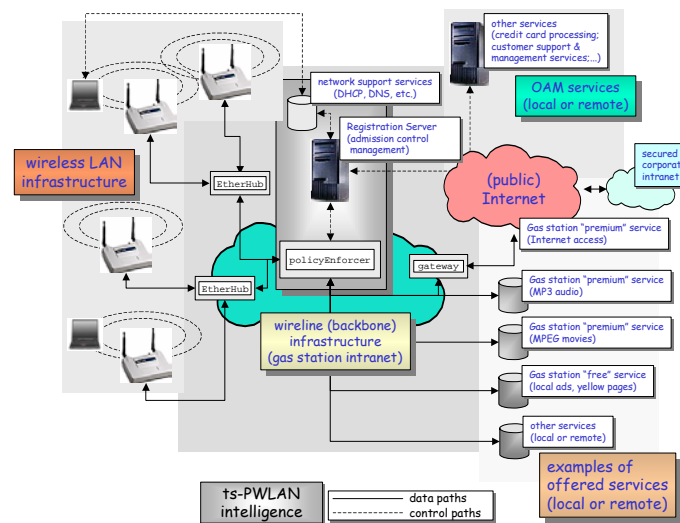 other services
(credit card processing;
customer support &
management services;...)
OAM services
(local or remote)
network support services
(DHCP, DNS, etc.)
Registration Server
(admission control
management)
wireless LAN
infrastructure
EtherHub
(public)
Internet
secured
corporat
intranet
Gas station "premium" service
(Internet access)
policyEnforcer
gateway
EtherHub
Gas station "premium" service
(MP3 audio)
wireline (backbone)
infrastructure
(gas station intranet)
Gas station "premium" service
(MPEG movies)
Gas station "free" service
(local ads, yellow pages)
other services
(local or remote)
examples of
offered services
(local or remote)
ts-PWLAN
intelligence
data paths
control paths